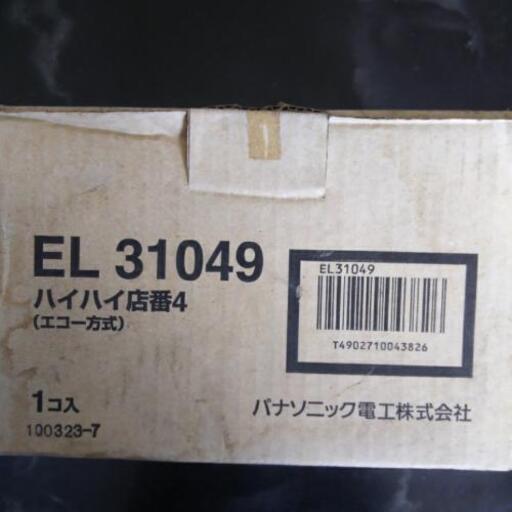 EL 31049
ハイハイ店番4
(エコー方式)
EL31049
T4902710043826
1コ入
100323-7
パナソニック電工株式会社